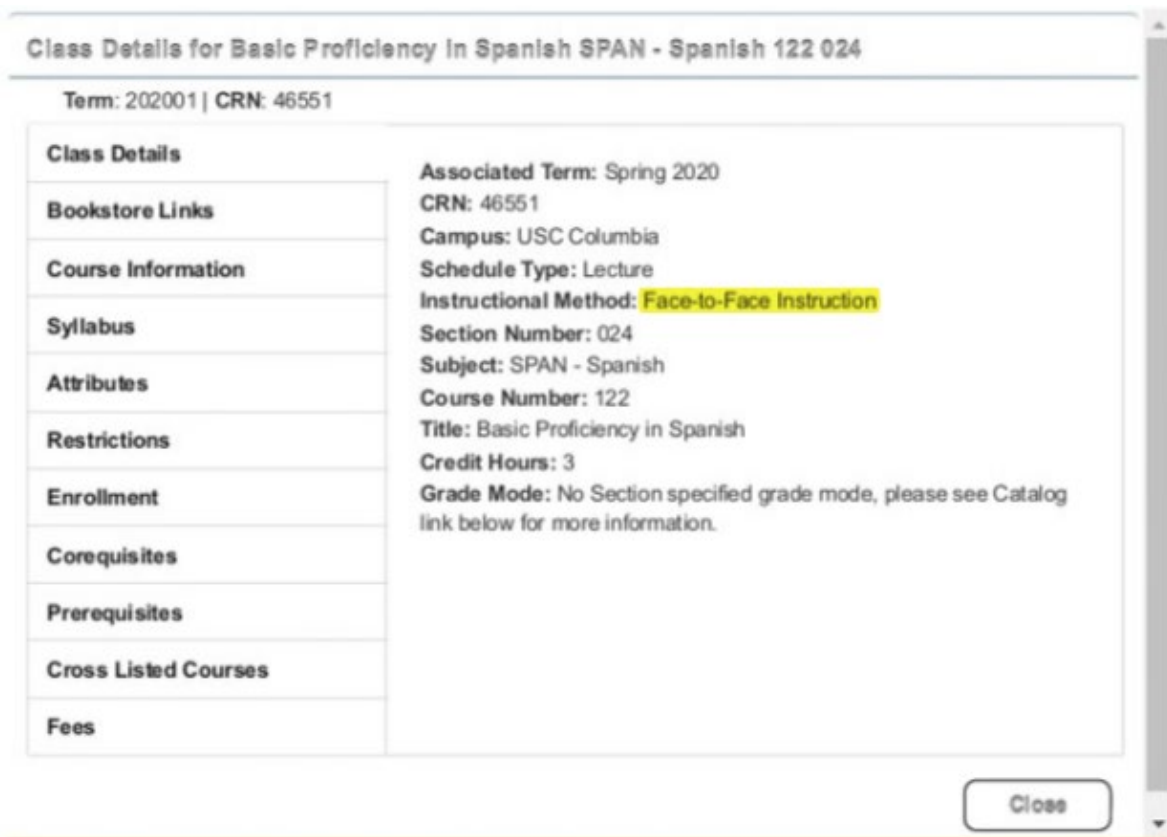 Class Details for Basic Proficiency in Spanish SPAN - Spanish 122 024
Term: 202001 | CRN: 46551
Class Details
Bookstore Links
Course Information
Syllabus
Attributes
Restrictions
Enrollment
Corequisites
Prerequisites
Cross Listed Courses
Fees
Associated Term: Spring 2020
CRN: 46551
Campus: USC Columbia
Schedule Type: Lecture
Instructional Method: Face-to-Face Instruction
Section Number: 024
Subject: SPAN - Spanish
Course Number: 122
Title: Basic Proficiency in Spanish
Credit Hours: 3
Grade Mode: No Section specified grade mode, please see Catalog
link below for more information.
Close